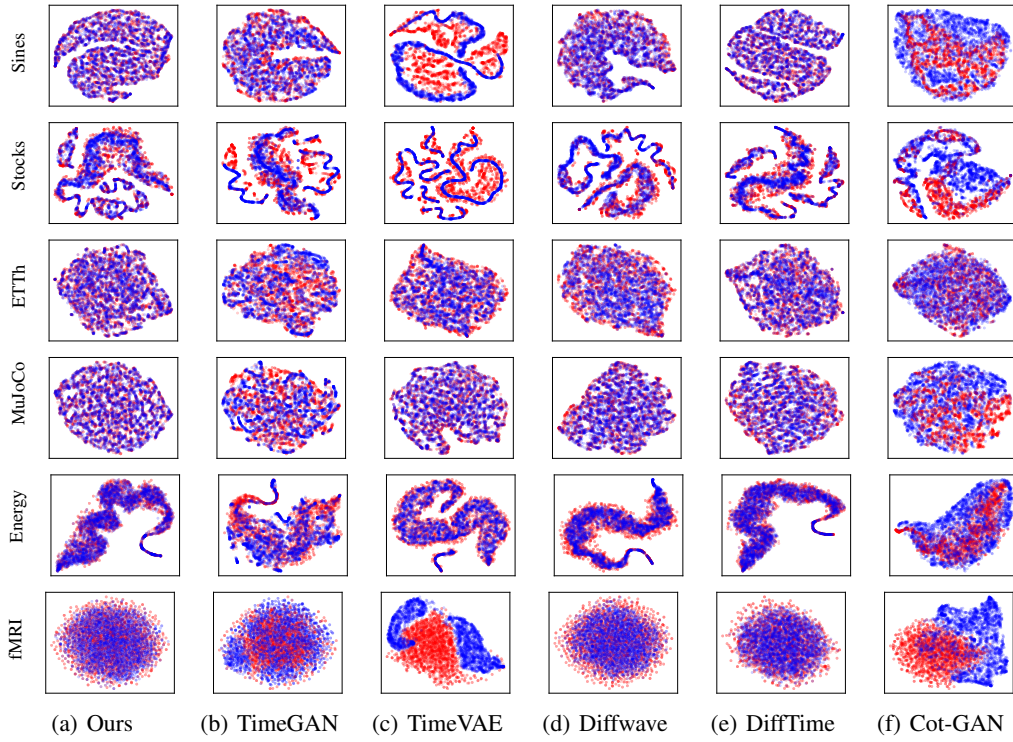 Sines
Stocks
ETTh
MuJoCo
Energy
fMRI
(a) Ours (b) TimeGAN (c) TimeVAE (d) Diffwave (e) DiffTime (f) Cot-GAN